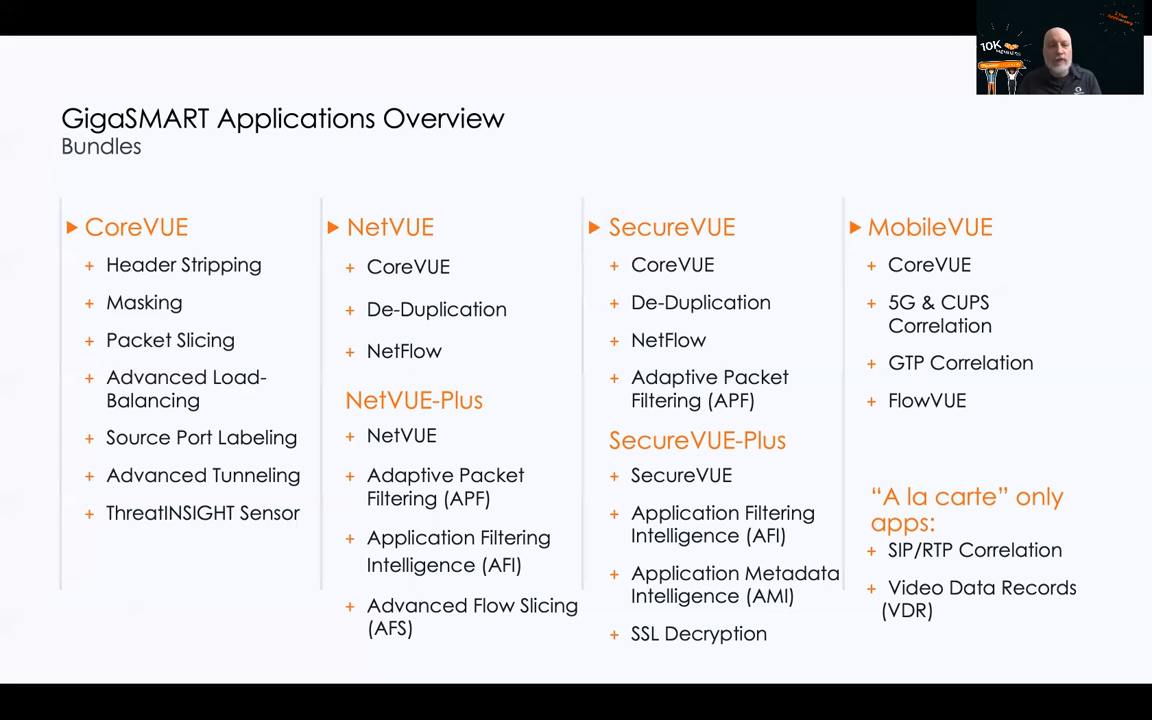 GigaSMART Applications Overview
Bundles
CoreVUE
+ Header Stripping
+ Masking
+ Packet Slicing
+ Advanced Load-
Balancing
+ Source Port Labeling
+ Advanced Tunneling
+ ThreatINSIGHT Sensor
NetVUE
+ CoreVUE
+ De-Duplication
+ NetFlow
NetVUE-Plus
+ NetVUE
+ Adaptive Packet
Filtering (APF)
+ Application Filtering
Intelligence (AFI)
+ Advanced Flow Slicing
(AFS)
SecureVUE
+ CoreVUE
+ De-Duplication
+ NetFlow
+ Adaptive Packet
Filtering (APF)
SecureVUE-Plus
+ SecureVUE
+ Application Filtering
Intelligence (AFI)
+ Application Metadata
Intelligence (AMI)
+ SSL Decryption
MobileVUE
+ CoreVUE
+ 5G & CUPS
Correlation
+ GTP Correlation
+ FlowVUE
“A la carte” only
apps:
+ SIP/RTP Correlation
+ Video Data Records
(VDR)
10K